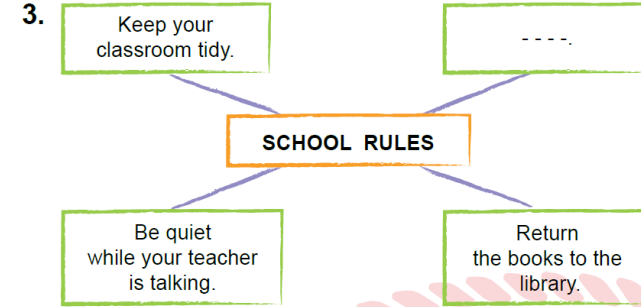 3.
Keep your
classroom tidy.
- - - -.
SCHOOL RULES
Be quiet
while your teacher
is talking.
Return
the books to the
library.